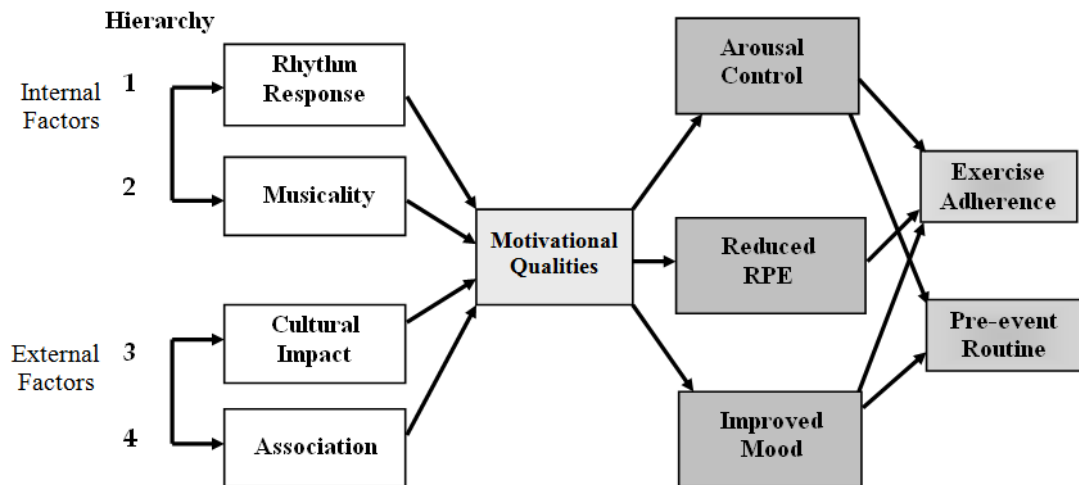 Hierarchy
Internal
Factors
1
Rhythm
Response
2
Musicality
External
Factors
3
Cultural
Impact
4
Association
Motivational
Qualities
Arousal
Control
Reduced
RPE
Improved
Mood
Exercise
Adherence
Pre-event
Routine